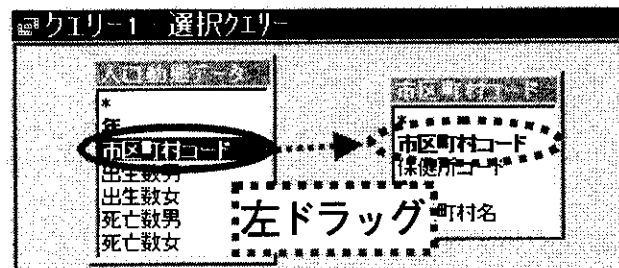 クエリー1 選択クエリー
人口動態データ
市区町村コード
*
年
市区町村コード
出生数男
出生数女
死亡数男
死亡数女
*
市区町村コード
保健所コード
町村名
左ドラッグ